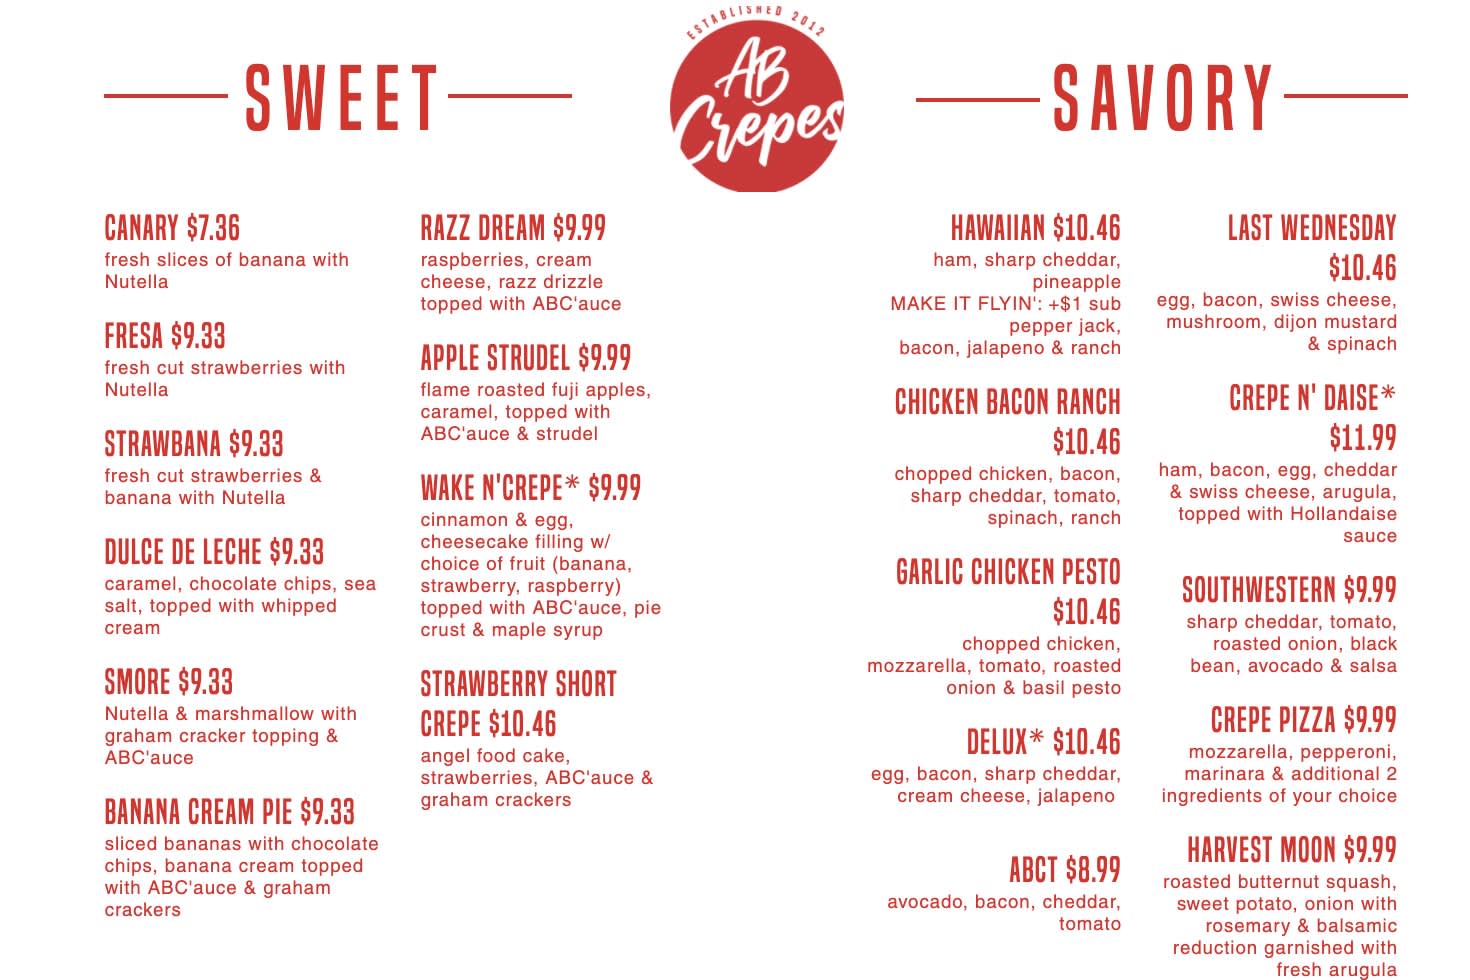 ESTABLISHED 2012
AB
Crepes
SWEET
CANARY $7.36
fresh slices of banana with
Nutella
FRESA $9.33
fresh cut strawberries with
Nutella
STRAWBANA $9.33
fresh cut strawberries &
banana with Nutella
DULCE DE LECHE $9.33
caramel, chocolate chips, sea
salt, topped with whipped
cream
SMORE $9.33
Nutella & marshmallow with
graham cracker topping &
ABC'auce
BANANA CREAM PIE $9.33
sliced bananas with chocolate
chips, banana cream topped
with ABC'auce & graham
crackers
RAZZ DREAM $9.99
raspberries, cream
cheese, razz drizzle
topped with ABC'auce
APPLE STRUDEL $9.99
flame roasted fuji apples,
caramel, topped with
ABC'auce & strudel
WAKE N'CREPE* $9.99
cinnamon & egg,
cheesecake filling w/
choice of fruit (banana,
strawberry, raspberry)
topped with ABC'auce, pie
crust & maple syrup
STRAWBERRY SHORT
CREPE $10.46
angel food cake,
strawberries, ABC'auce &
graham crackers
SAVORY
HAWAIIAN $10.46
ham, sharp cheddar,
pineapple
MAKE IT FLYIN': +$1 sub
pepper jack,
bacon, jalapeno & ranch
CHICKEN BACON RANCH
$10.46
chopped chicken, bacon,
sharp cheddar, tomato,
spinach, ranch
GARLIC CHICKEN PESTO
$10.46
chopped chicken,
mozzarella, tomato, roasted
onion & basil pesto
DELUX* $10.46
egg, bacon, sharp cheddar,
cream cheese, jalapeno
ABCT $8.99
avocado, bacon, cheddar,
tomato
LAST WEDNESDAY
$10.46
egg, bacon, swiss cheese,
mushroom, dijon mustard
& spinach
CREPE N' DAISE*
$11.99
ham, bacon, egg, cheddar
& swiss cheese, arugula,
topped with Hollandaise
sauce
SOUTHWESTERN $9.99
sharp cheddar, tomato,
roasted onion, black
bean, avocado & salsa
CREPE PIZZA $9.99
mozzarella, pepperoni,
marinara & additional 2
ingredients of your choice
HARVEST MOON $9.99
roasted butternut squash,
sweet potato, onion with
rosemary & balsamic
reduction garnished with
fresh arugula